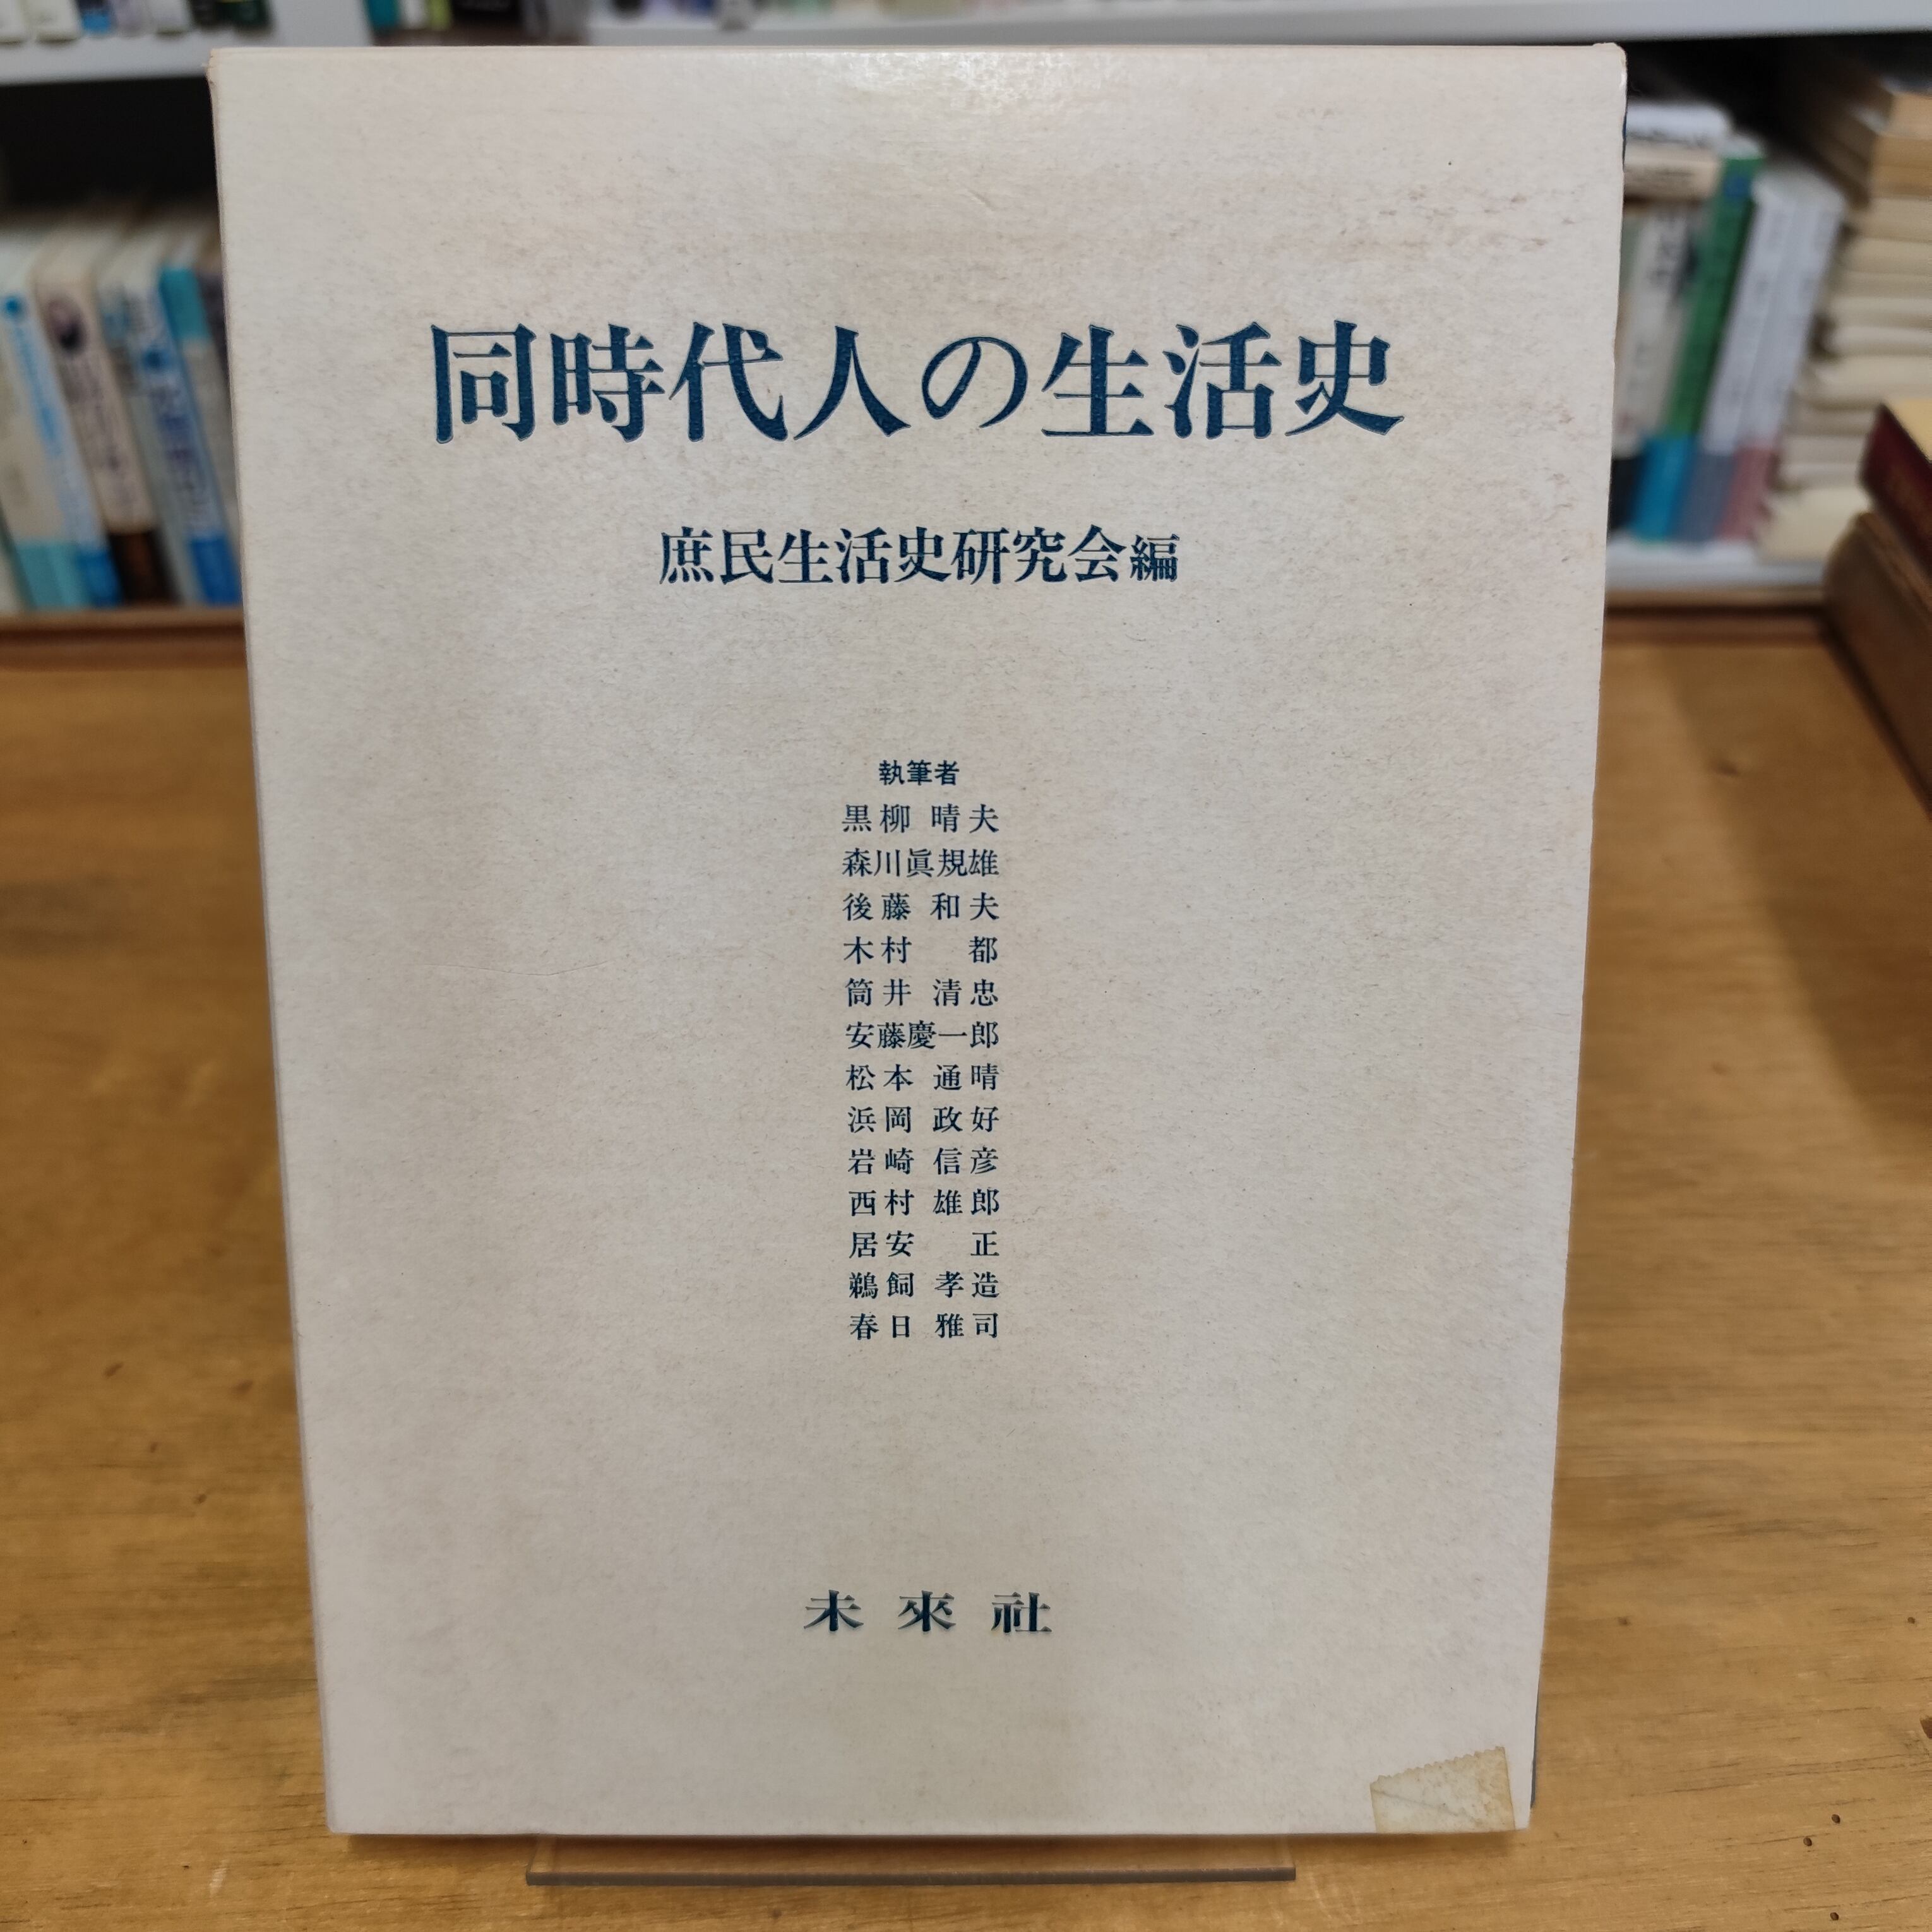 同時代人の生活史
庶民生活史研究会編
執筆者
黒柳 晴夫
森川眞規雄
後藤 和夫
木村 都
筒井 清忠
安藤慶一郎
松本 通晴
浜岡 政好
岩崎 信彦
西村 雄郎
居安 正
鵜飼 孝造
春日 雅司
未來社